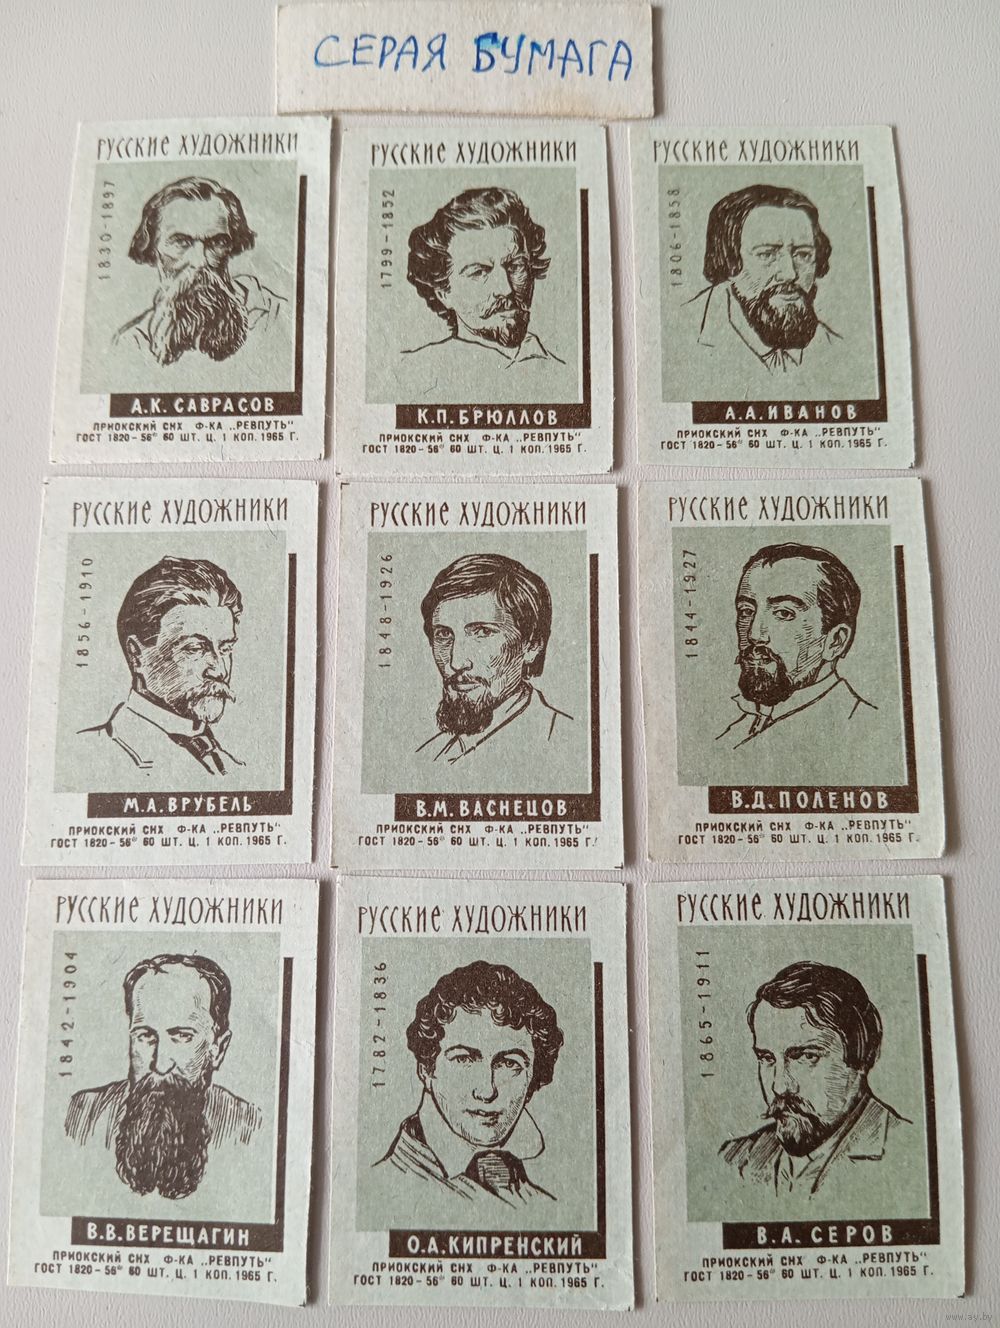 СЕРАЯ БУМАГА
РУССКИЕ ХУДОЖНИКИ
1830-1897
А.К. САВРАСОВ
ПРИОКСКИЙ СНХ Ф-КА „РЕВПУТЬ“
ГОСТ 1820-56* 60 ШТ. Ц. 1 КОП. 1965 Г.
РУССКИЕ ХУДОЖНИКИ
1799-1852
К.П. БРЮЛЛОВ
ПРИОКСКИЙ СНХ Ф-КА „РЕВПУТЬ“
ГОСТ 1820-56* 60 ШТ. Ц. 1 КОП. 1965 Г.
РУССКИЕ ХУДОЖНИКИ
1806-1858
А.А. ИВАНОВ
ПРИОКСКИЙ СНХ Ф-КА „РЕВПУТЬ“
ГОСТ 1820-56* 60 ШТ. Ц. 1 КОП. 1965 Г.
РУССКИЕ ХУДОЖНИКИ
1856-1910
М.А. ВРУБЕЛЬ
ПРИОКСКИЙ СНХ Ф-КА „РЕВПУТЬ“
ГОСТ 1820-56* 60 ШТ. Ц. 1 КОП. 1965 Г.
РУССКИЕ ХУДОЖНИКИ
1848-1926
В.М. ВАСНЕЦОВ
ПРИОКСКИЙ СНХ Ф-КА „РЕВПУТЬ“
ГОСТ 1820-56* 60 ШТ. Ц. 1 КОП. 1965 Г.
РУССКИЕ ХУДОЖНИКИ
1844-1927
В.Д. ПОЛЕНОВ
ПРИОКСКИЙ СНХ Ф-КА „РЕВПУТЬ“
ГОСТ 1820-56* 60 ШТ. Ц. 1 КОП. 1965 Г.
РУССКИЕ ХУДОЖНИКИ
1842-1904
В.В. ВЕРЕЩАГИН
ПРИОКСКИЙ СНХ Ф-КА „РЕВПУТЬ“
ГОСТ 1820-56* 60 ШТ. Ц. 1 КОП. 1965 Г.
РУССКИЕ ХУДОЖНИКИ
1782-1836
О.А. КИПРЕНСКИЙ
ПРИОКСКИЙ СНХ Ф-КА „РЕВПУТЬ“
ГОСТ 1820-56* 60 ШТ. Ц. 1 КОП. 1965 Г.
РУССКИЕ ХУДОЖНИКИ
1865-1911
В.А. СЕРОВ
ПРИОКСКИЙ СНХ Ф-КА „РЕВПУТЬ“
ГОСТ 1820-56* 60 ШТ. Ц. 1 КОП. 1965 Г.
www.ay.by